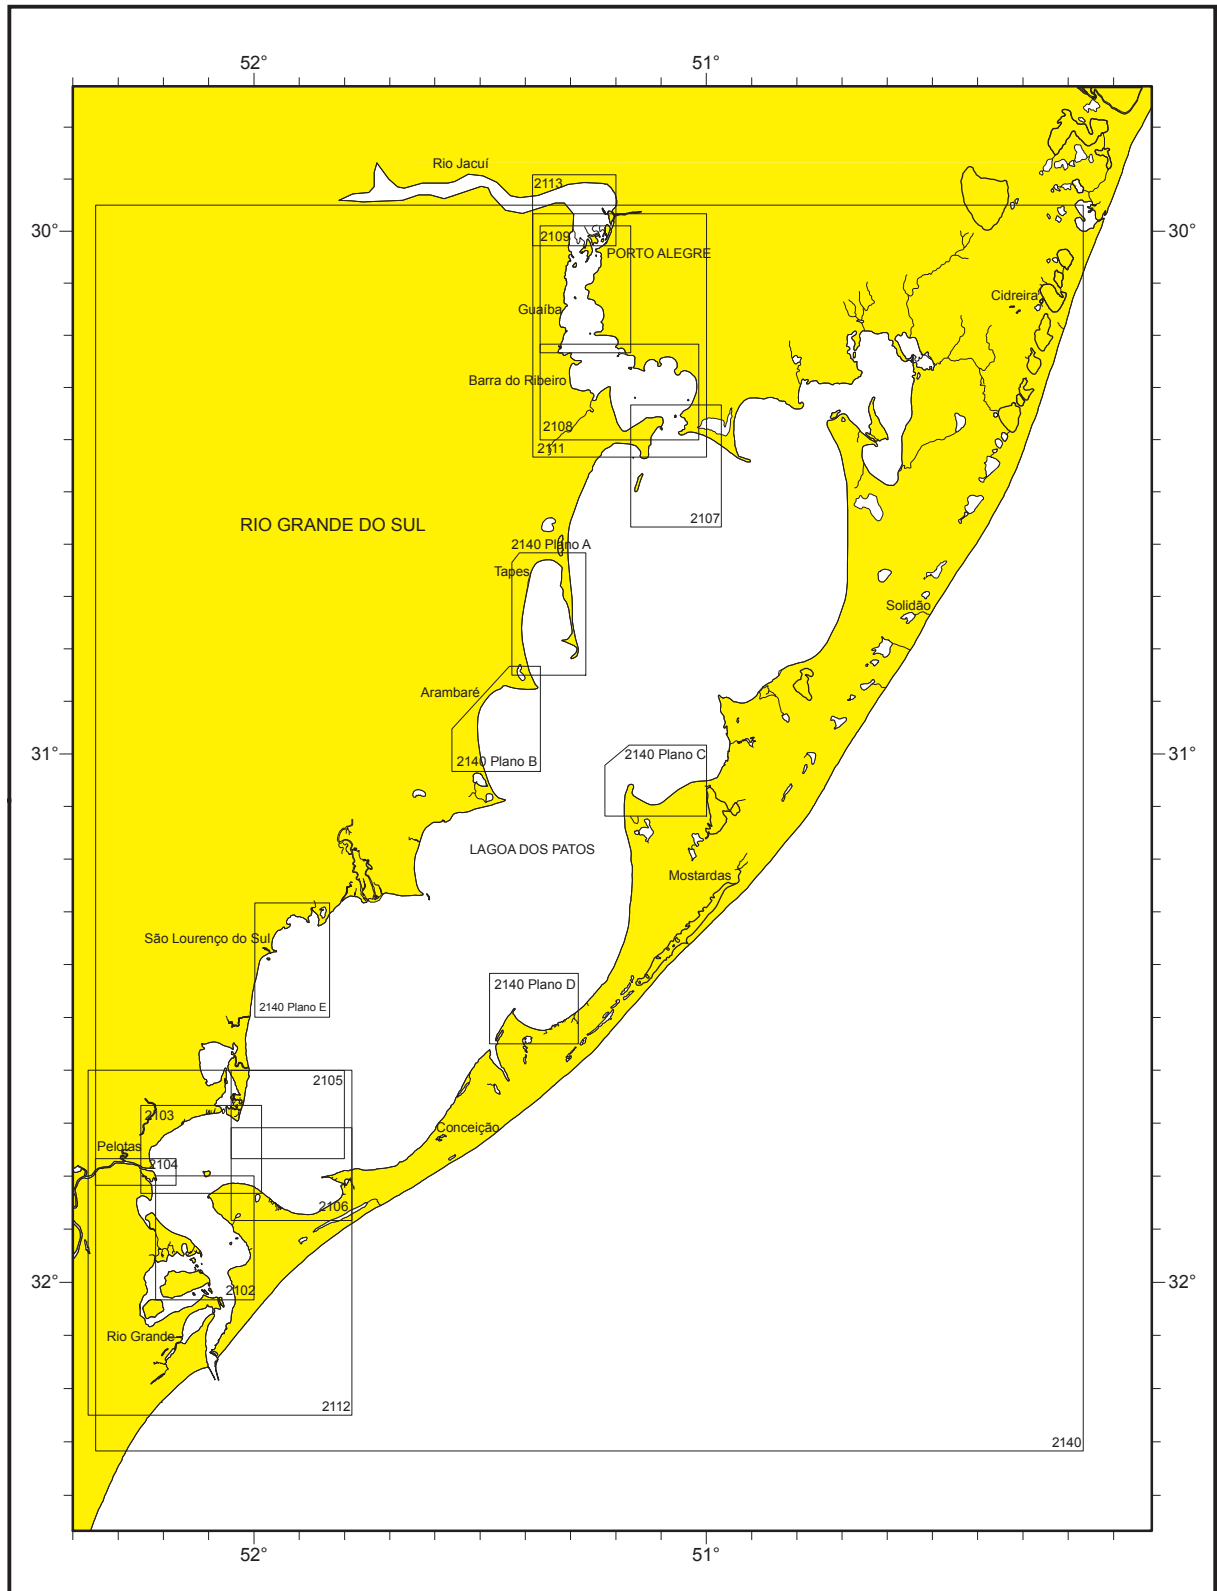 52°
51°
Rio Jacuí
2113
30°
30°
2109
PORTO ALEGRE
Cidreira
Guaíba
Barra do Ribeiro
2108
2111
2107
RIO GRANDE DO SUL
2140 Plano A
Tapes
Solidão
Arambaré
31°
2140 Plano B
2140 Plano C
31°
LAGOA DOS PATOS
Mostardas
São Lourenço do Sul
2140 Plano D
2140 Plano E
2105
2103
Conceição
Pelotas
2104
2106
32°
2102
32°
Rio Grande
2112
2140
52°
51°